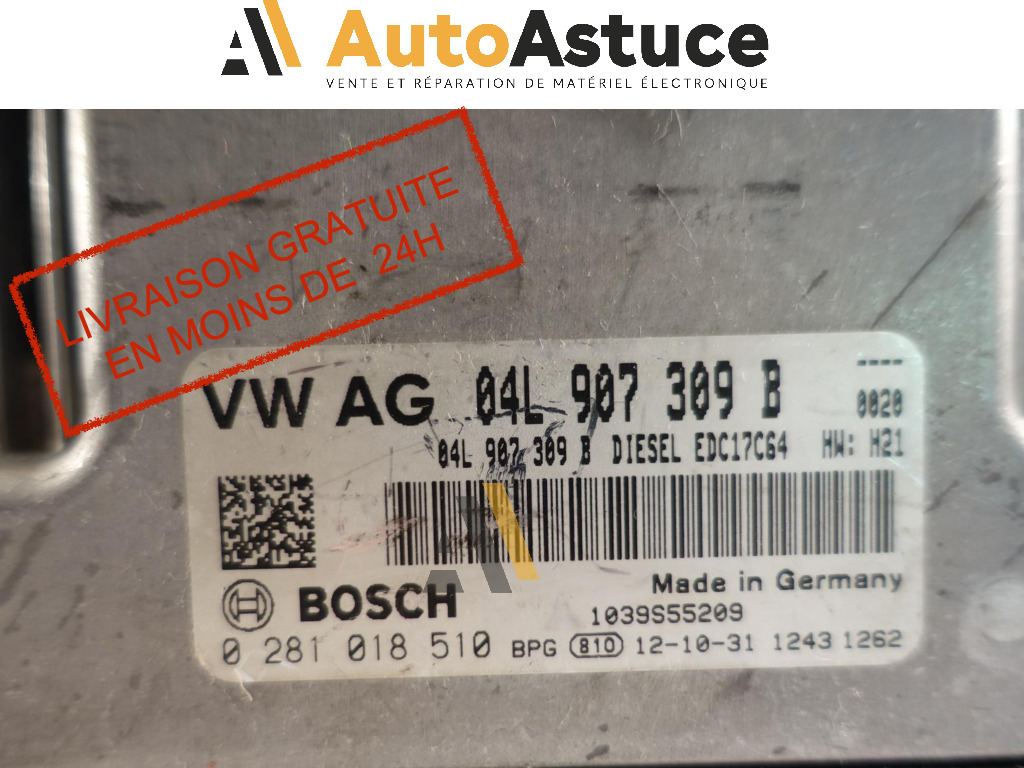 AutoAstuce
VENTE ET RÉPARATION DE MATÉRIEL ÉLECTRONIQUE
LIVRAISON GRATUITE
EN MOINS DE 24H
VW AG 04L 907 309 B ----
0020
04L 907 309 B DIESEL EDC17C64 HW: H21
BOSCH Made in Germany
1039S55209
0 281 018 510 BPG 810 12-10-31 1243 1262